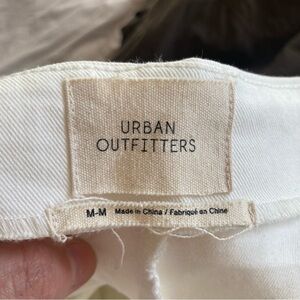 URBAN
OUTFITTERS
M-M Made in China / Fabriqué en Chine